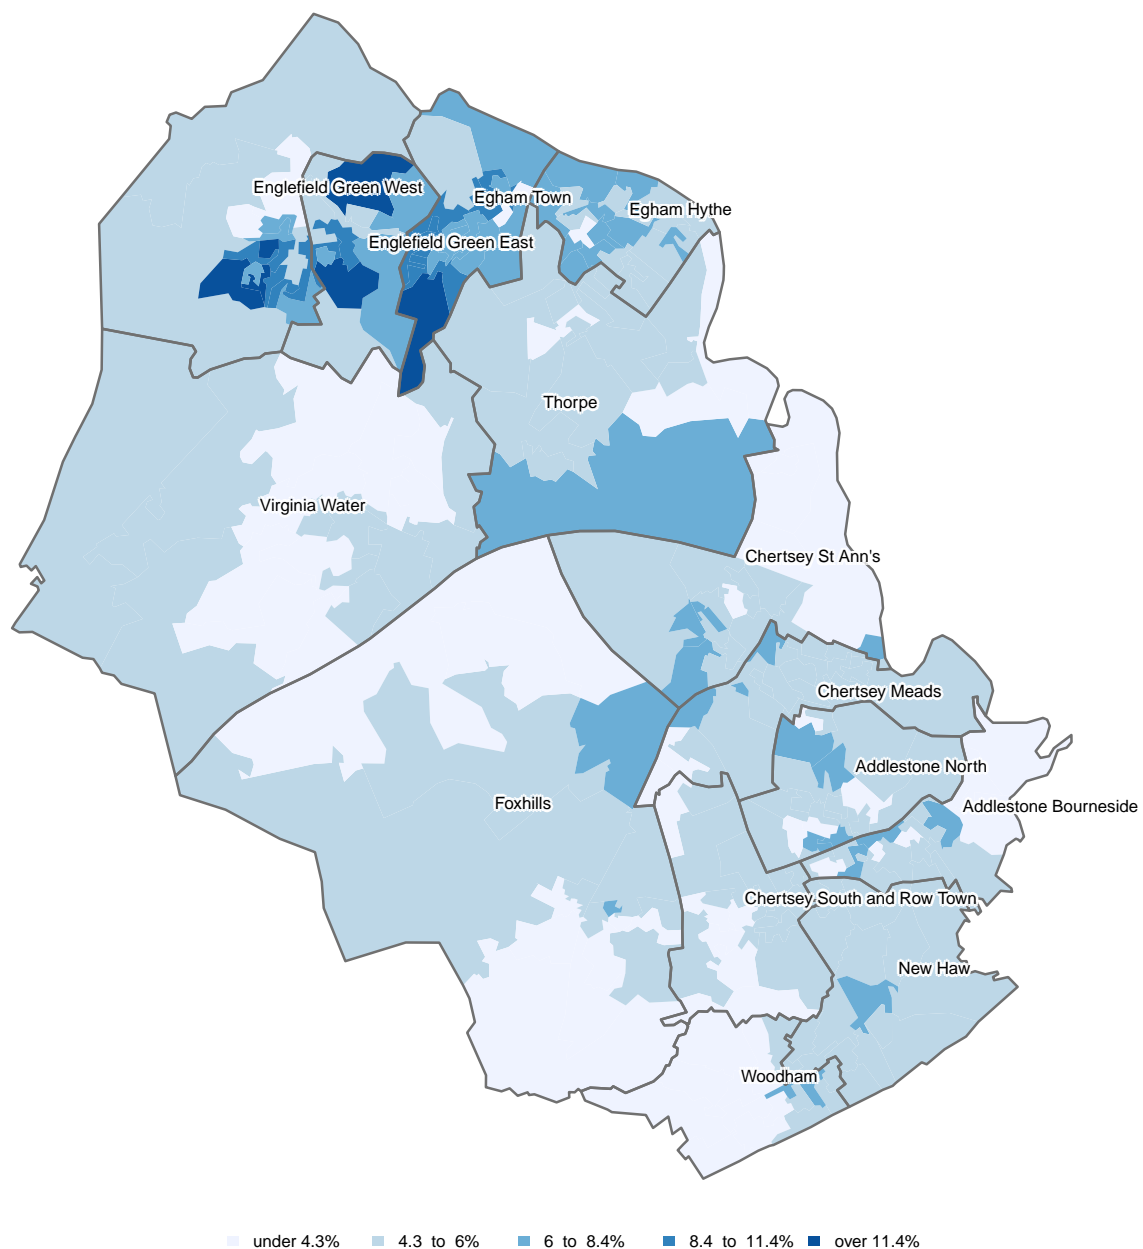 Englefield Green West
Egham Town
Egham Hythe
Englefield Green East
Thorpe
Virginia Water
Chertsey St Ann's
Chertsey Meads
Addlestone North
Foxhills
Addlestone Bourneside
Chertsey South and Row Town
New Haw
Woodham
under 4.3% 4.3 to 6% 6 to 8.4% 8.4 to 11.4% over 11.4%